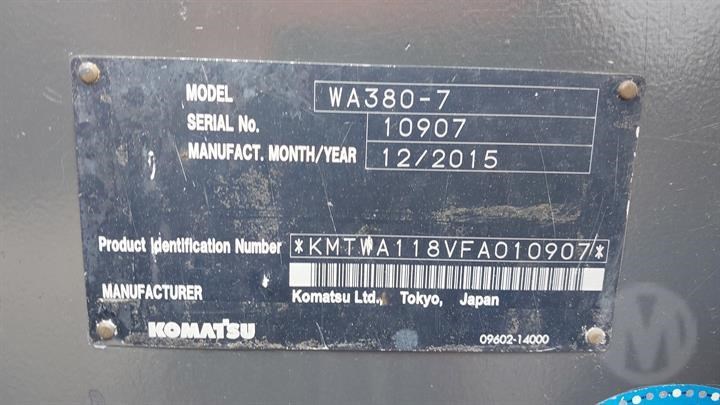 MODEL WA380-7
SERIAL No. 10907
MANUFACT. MONTH/YEAR 12/2015
Product Identification Number *KMTWA118VFA010907*
MANUFACTURER Komatsu Ltd., Tokyo, Japan
KOMATSU 09602-14000
M